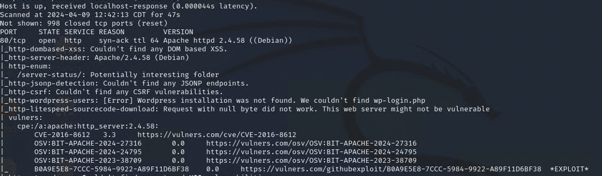 Host is up, received localhost-response (0.000044s latency).
Scanned at 2024-04-09 12:42:13 CDT for 47s
Not shown: 998 closed tcp ports (reset)
PORT STATE SERVICE REASON VERSION
80/tcp open http syn-ack ttl 64 Apache httpd 2.4.58 ((Debian))
|_http-dombased-xss: Couldn't find any DOM based XSS.
|_http-server-header: Apache/2.4.58 (Debian)
| http-enum:
|_ /server-status/: Potentially interesting folder
|_http-jsonp-detection: Couldn't find any JSONP endpoints.
|_http-csrf: Couldn't find any CSRF vulnerabilities.
|_http-wordpress-users: [Error] Wordpress installation was not found. We couldn't find wp-login.php
|_http-litespeed-sourcecode-download: Request with null byte did not work. This web server might not be vulnerable
| vulners:
| cpe:/a:apache:http_server:2.4.58:
| CVE-2016-8612 3.3 https://vulners.com/cve/CVE-2016-8612
| OSV:BIT-APACHE-2024-27316 0.0 https://vulners.com/osv/OSV:BIT-APACHE-2024-27316
| OSV:BIT-APACHE-2024-24795 0.0 https://vulners.com/osv/OSV:BIT-APACHE-2024-24795
| OSV:BIT-APACHE-2023-38709 0.0 https://vulners.com/osv/OSV:BIT-APACHE-2023-38709
|_ B0A9E5E8-7CCC-5984-9922-A89F11D6BF38 0.0 https://vulners.com/githubexploit/B0A9E5E8-7CCC-5984-9922-A89F11D6BF38 *EXPLOIT*